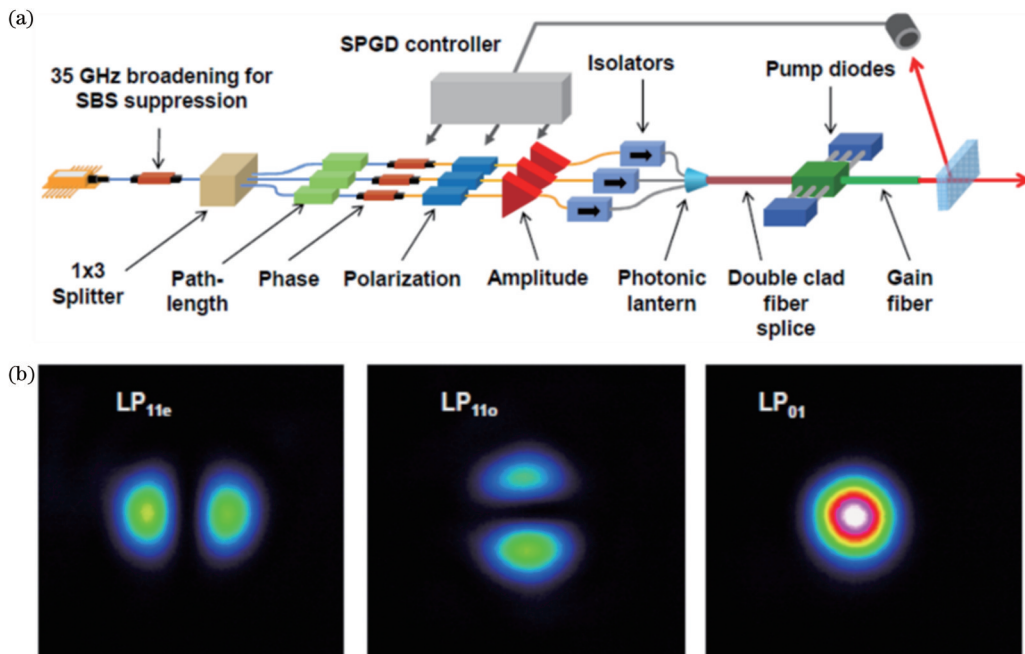 (a)
SPGD controller
35 GHz broadening for
SBS suppression
Isolators
Pump diodes
1x3
Splitter
Path-
length
Phase
Polarization
Amplitude
Photonic
lantern
Double clad
fiber
splice
Gain
fiber
(b)
LP11e
LP11o
LP01